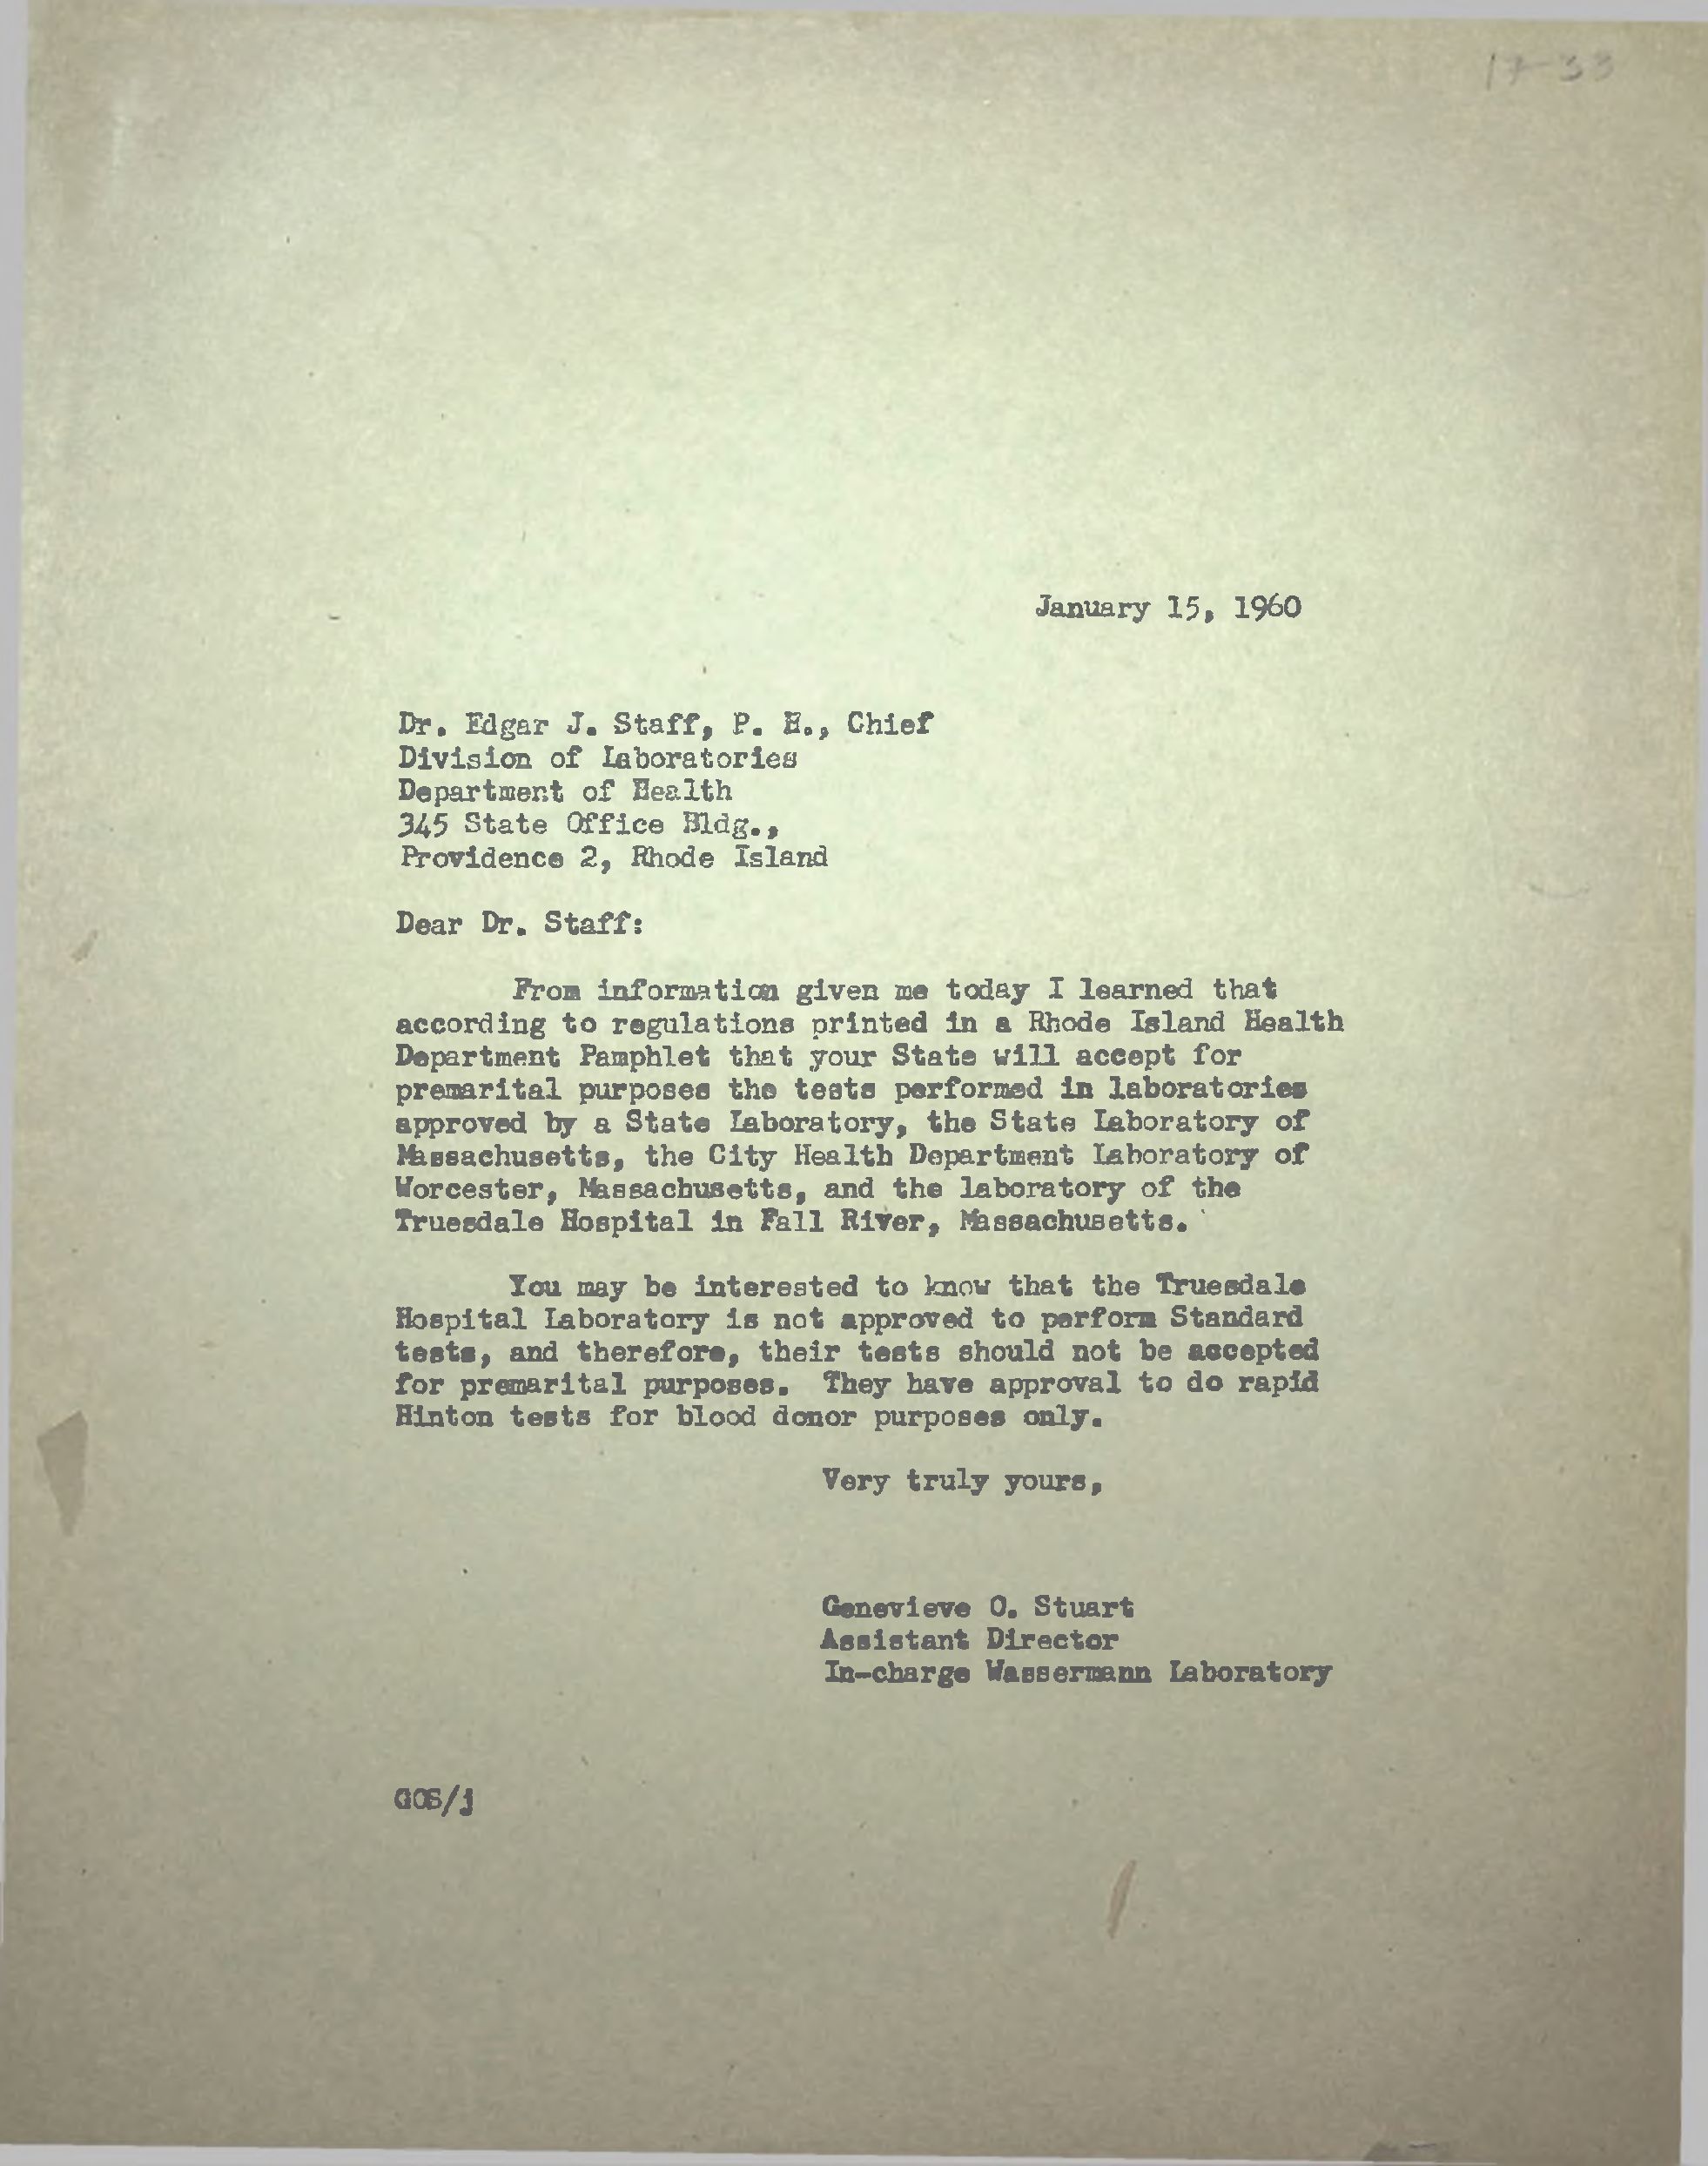 17-33
January 15, 1960
Dr. Edgar J. Staff, P. H., Chief
Division of Laboratories
Department of Health
345 State Office Bldg.,
Providence 2, Rhode Island
Dear Dr. Staff:
From information given me today I learned that
according to regulations printed in a Rhode Island Health
Department Pamphlet that your State will accept for
premarital purposes the tests performed in laboratories
approved by a State Laboratory, the State Laboratory of
Massachusetts, the City Health Department Laboratory of
Worcester, Massachusetts, and the laboratory of the
Truesdale Hospital in Fall River, Massachusetts.
You may be interested to know that the Truesdale
Hospital Laboratory is not approved to perform Standard
tests, and therefore, their tests should not be accepted
for premarital purposes. They have approval to do rapid
Hinton tests for blood donor purposes only.
Very truly yours,
Genevieve O. Stuart
Assistant Director
In-charge Wassermann Laboratory
GOS/j